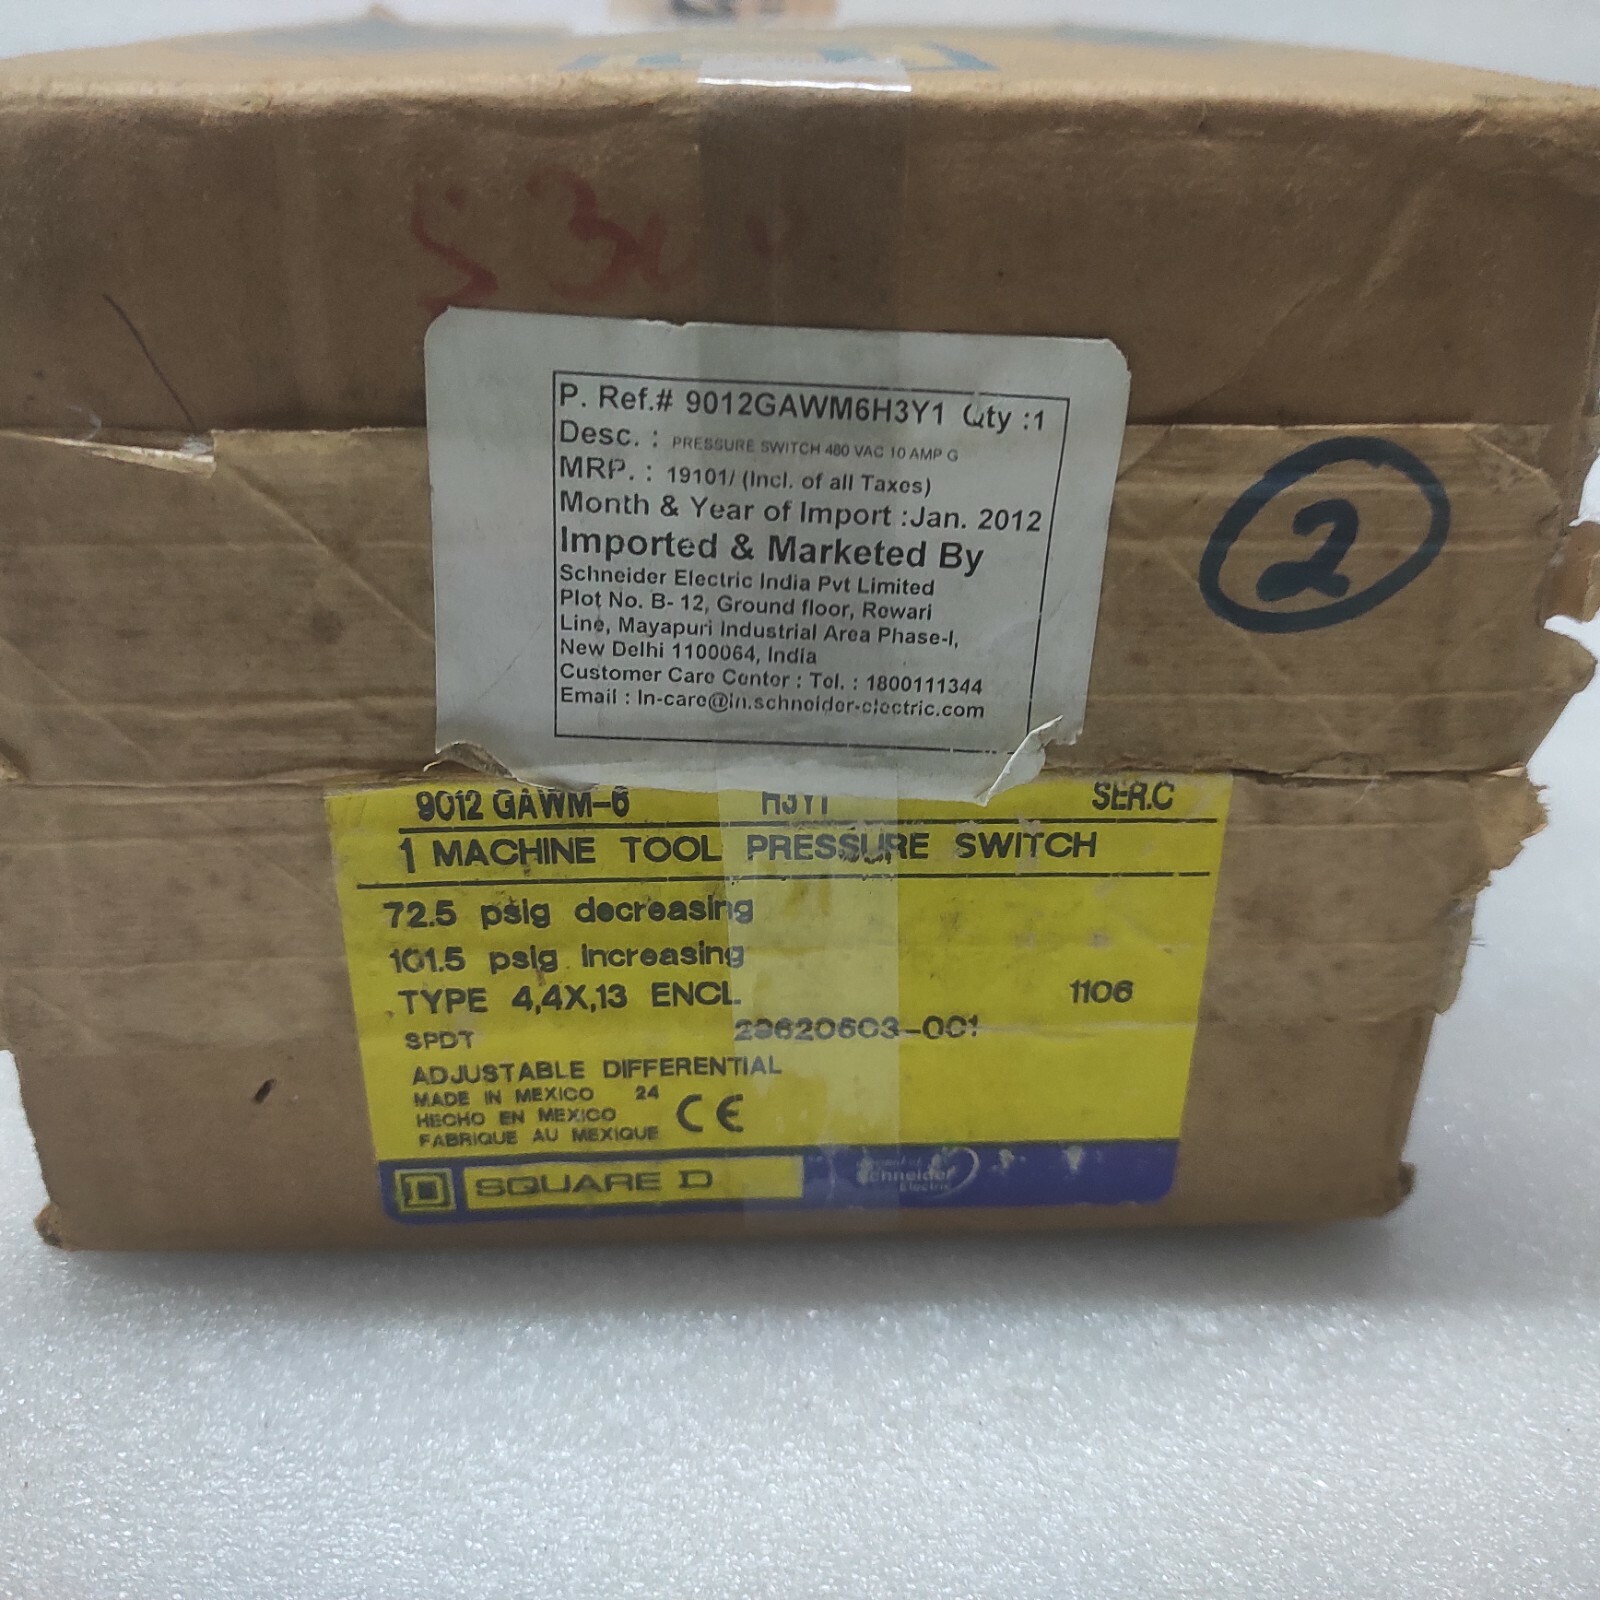 P. Ref.# 9012GAWM6H3Y1 Qty :1
Desc. : PRESSURE SWITCH 480 VAC 10 AMP G
MRP. : 19101/ (Incl. of all Taxes)
Month & Year of Import :Jan. 2012
Imported & Marketed By
Schneider Electric India Pvt Limited
Plot No. B- 12, Ground floor, Rewari
Line, Mayapuri Industrial Area Phase-I,
New Delhi 1100064, India
Customer Care Center : Tel. : 1800111344
Email : In-care@in.schneider-electric.com
2
9012 GAWM-6 H3Y1 SER.C
1 MACHINE TOOL PRESSURE SWITCH
72.5 psig decreasing
101.5 psig increasing
TYPE 4,4X,13 ENCL. 1106
SPDT 29620603-001
ADJUSTABLE DIFFERENTIAL
MADE IN MEXICO 24
HECHO EN MEXICO CE
FABRIQUE AU MEXIQUE
D SQUARE D Schneider
Electric